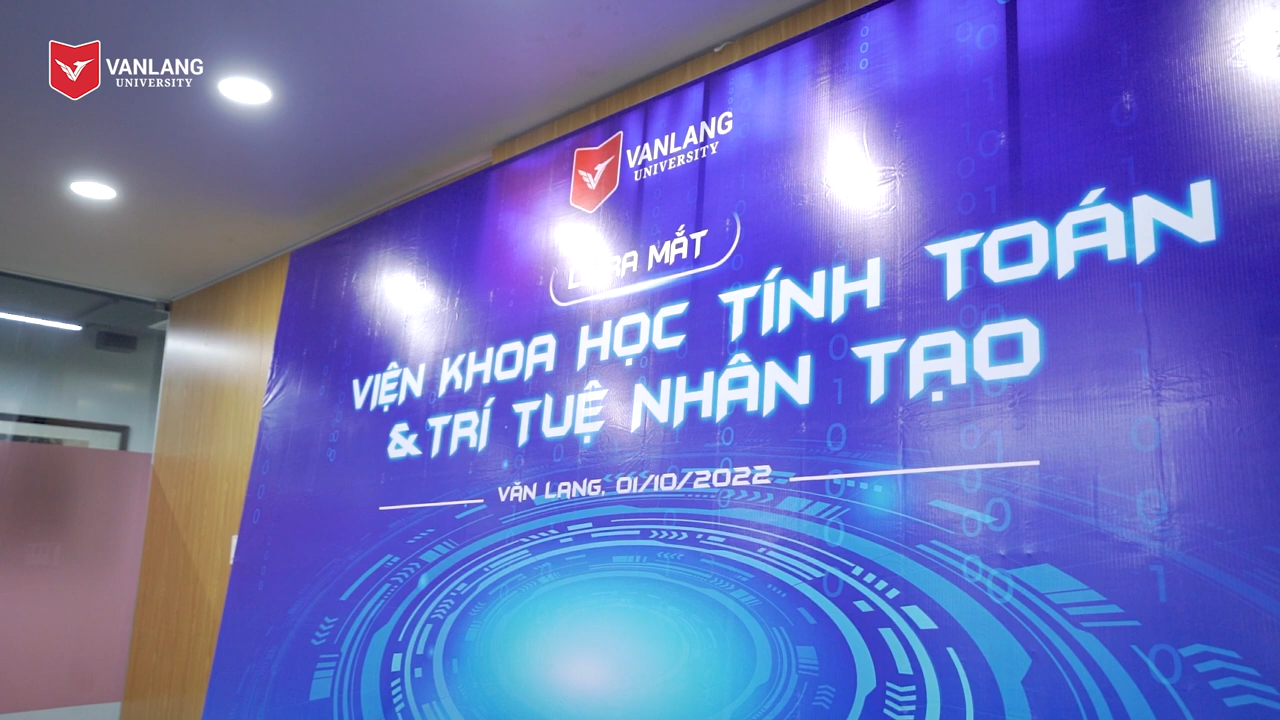 VANLANG
UNIVERSITY
VANLANG
UNIVERSITY
RA MẮT
VIỆN KHOA HỌC TÍNH TOÁN
& TRÍ TUỆ NHÂN TẠO
VĂN LANG, 01/10/2022